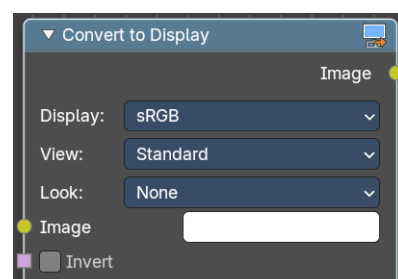 Convert to Display
Image
Display: sRGB
View: Standard
Look: None
Image
Invert